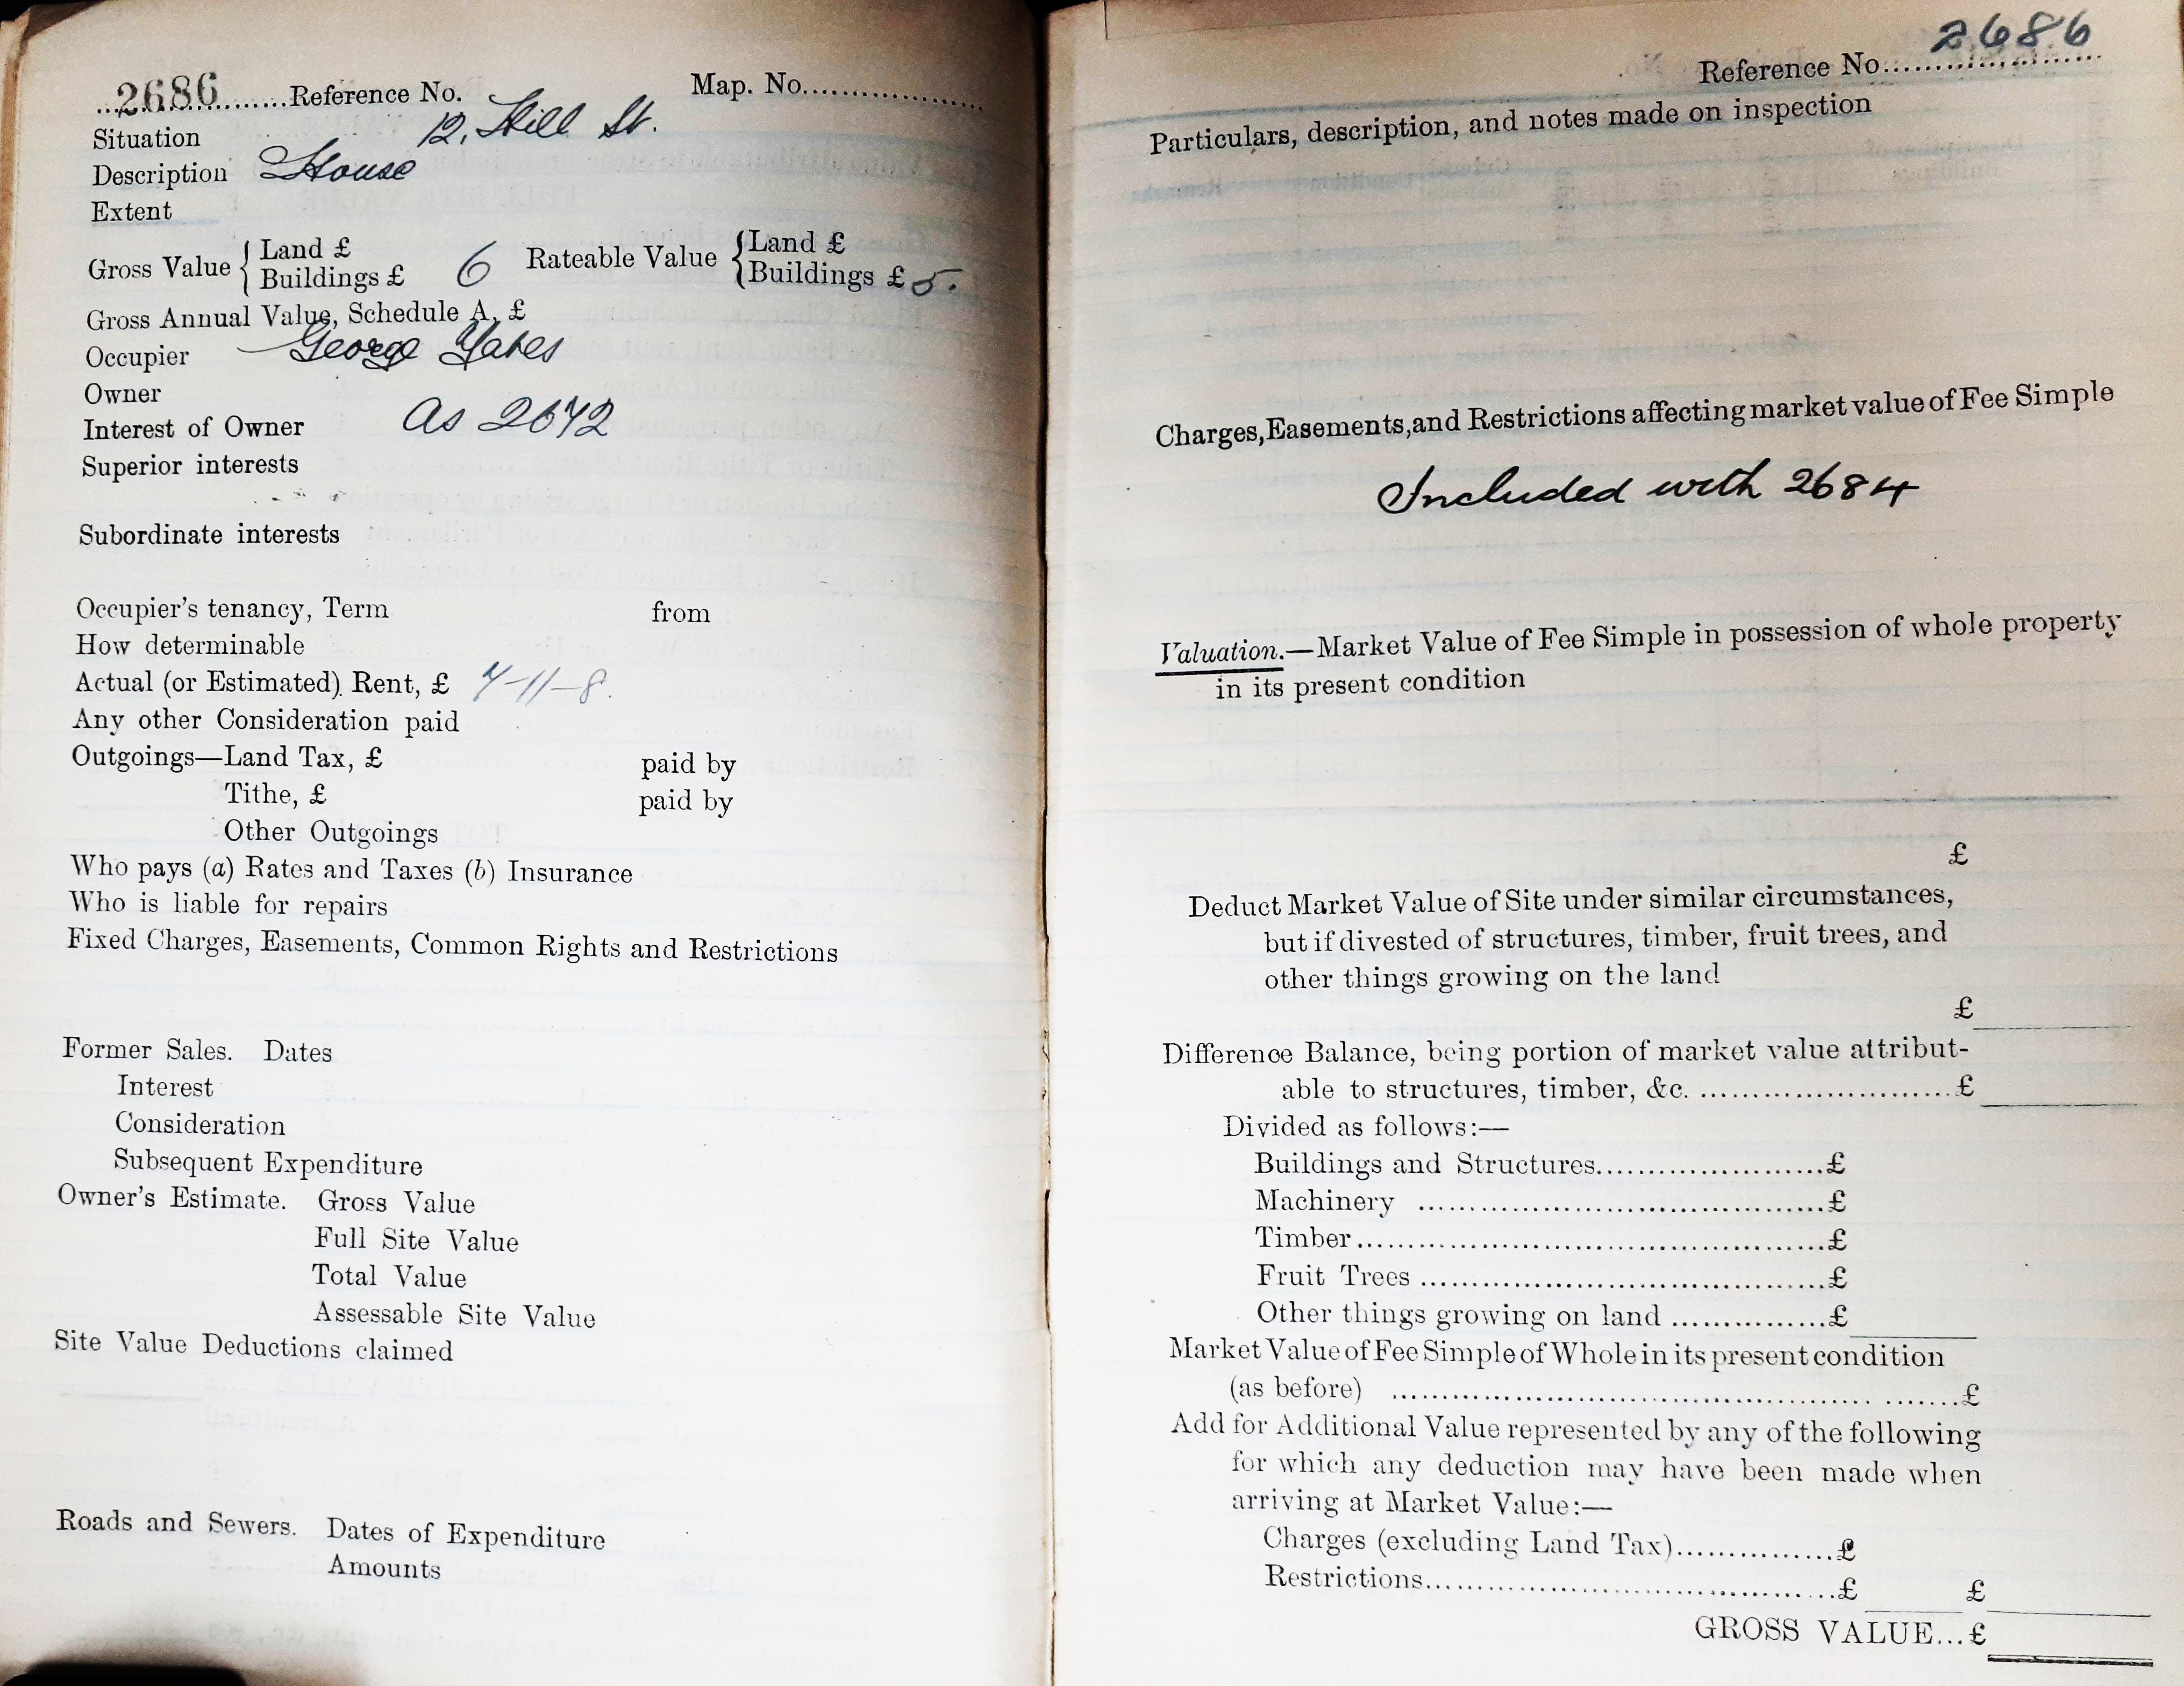 2686 Reference No. Map. No.
Situation 12, Hill St.
Description House
Extent
Gross Value { Land £
Buildings £ 6 Rateable Value { Land £
Buildings £ 5.
Gross Annual Value, Schedule A, £
Occupier George Yates
Owner
Interest of Owner As 2672
Superior interests
Subordinate interests
Occupier's tenancy, Term from
How determinable
Actual (or Estimated) Rent, £ 7-11-8.
Any other Consideration paid
Outgoings—Land Tax, £ paid by
Tithe, £ paid by
Other Outgoings
Who pays (a) Rates and Taxes (b) Insurance
Who is liable for repairs
Fixed Charges, Easements, Common Rights and Restrictions
Former Sales. Dates
Interest
Consideration
Subsequent Expenditure
Owner's Estimate. Gross Value
Full Site Value
Total Value
Assessable Site Value
Site Value Deductions claimed
Roads and Sewers. Dates of Expenditure
Amounts
Reference No. 2686
Particulars, description, and notes made on inspection
Charges, Easements, and Restrictions affecting market value of Fee Simple
Included with 2684
Valuation.—Market Value of Fee Simple in possession of whole property
in its present condition
£
Deduct Market Value of Site under similar circumstances,
but if divested of structures, timber, fruit trees, and
other things growing on the land
£
Difference Balance, being portion of market value attribut-
able to structures, timber, &c. £
Divided as follows:—
Buildings and Structures £
Machinery £
Timber £
Fruit Trees £
Other things growing on land £
Market Value of Fee Simple of Whole in its present condition
(as before) £
Add for Additional Value represented by any of the following
for which any deduction may have been made when
arriving at Market Value:—
Charges (excluding Land Tax) £
Restrictions £ £
GROSS VALUE... £